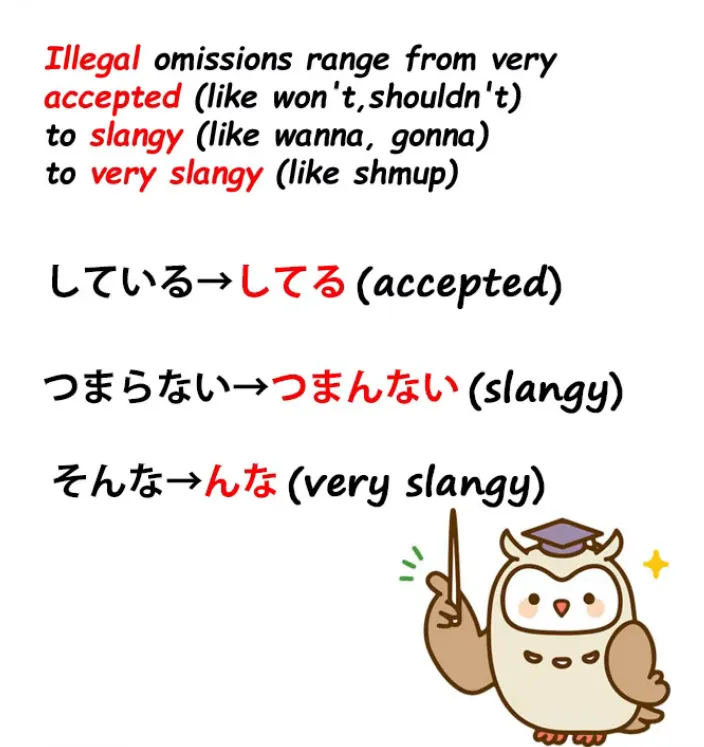 Illegal omissions range from very
accepted (like won't,shouldn't)
to slangy (like wanna, gonna)
to very slangy (like shmup)
している→してる (accepted)
つまらない→つまんない (slangy)
そんな→んな (very slangy)